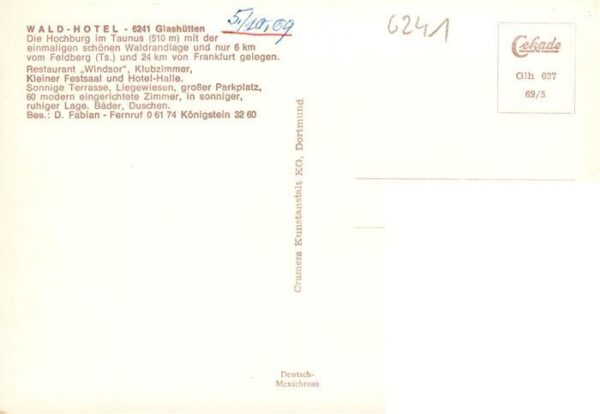 WALD-HOTEL - 6241 Glashütten
Die Hochburg im Taunus (510 m) mit der
einmaligen schönen Waldrandlage und nur 6 km
vom Feldberg (Ts.) und 24 km von Frankfurt gelegen.
Restaurant „Windsor", Klubzimmer,
Kleiner Festsaal und Hotel-Halle.
Sonnige Terrasse, Liegewiesen, großer Parkplatz,
60 modern eingerichtete Zimmer, in sonniger,
ruhiger Lage. Bäder, Duschen.
Bes.: D. Fabian - Fernruf 0 61 74 Königstein 32 60
5./10.69
6241
Cekade
Glh 037
69/5
Cramers Kunstanstalt KG, Dortmund
Deutsch-
Mexichrom